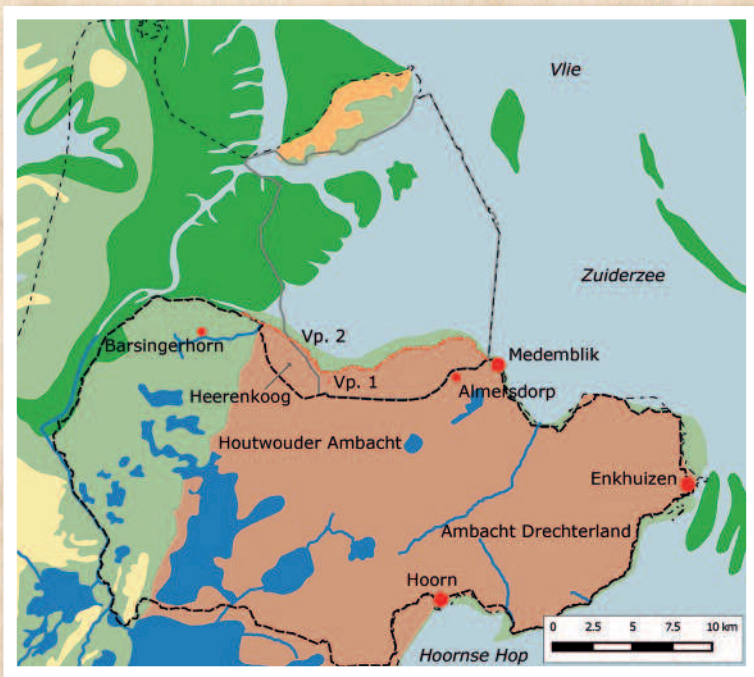 Vlie
Zuiderzee
Vp. 2
Barsingerhorn
Medemblik
Heerenkoog
Vp. 1
Almersdorp
Houtwouder Ambacht
Enkhuizen
Ambacht Drechterland
Hoorn
0 2.5 5 7.5 10 km
Hoornse Hop